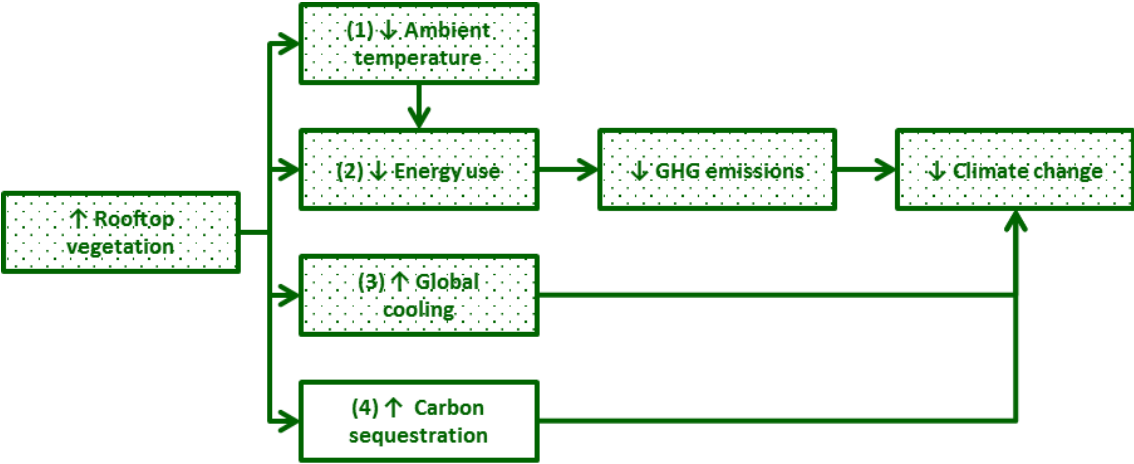 (1) ↓ Ambient
temperature
(2) ↓ Energy use
↓ GHG emissions
↓ Climate change
↑ Rooftop
vegetation
(3) ↑ Global
cooling
(4) ↑ Carbon
sequestration